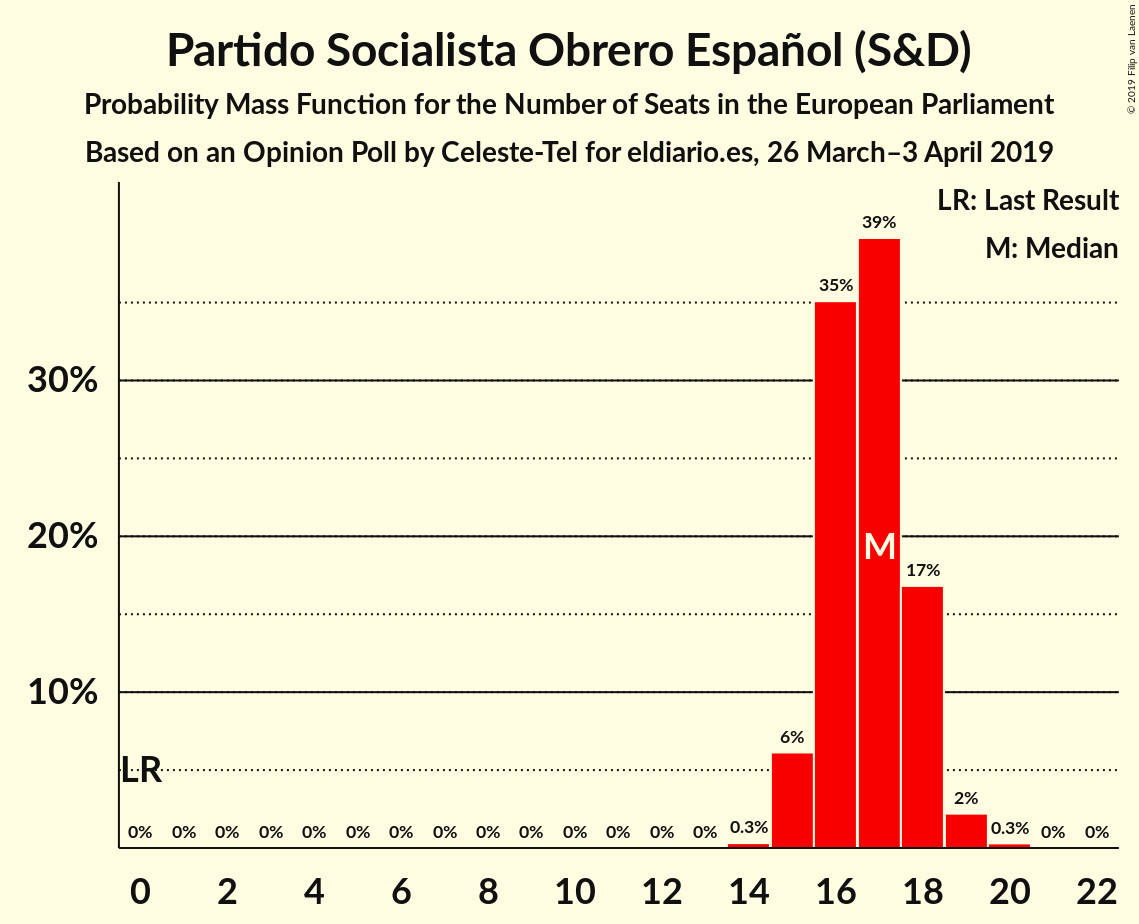 Partido Socialista Obrero Español (S&D)
Probability Mass Function for the Number of Seats in the European Parliament
Based on an Opinion Poll by Celeste-Tel for eldiario.es, 26 March–3 April 2019
© 2019 Filip van Laenen
LR: Last Result
M: Median
39%
35%
30%
20%
M
17%
10%
6%
LR
2%
0% 0% 0% 0% 0% 0% 0% 0% 0% 0% 0% 0% 0% 0% 0.3% 0.3% 0% 0%
0 2 4 6 8 10 12 14 16 18 20 22